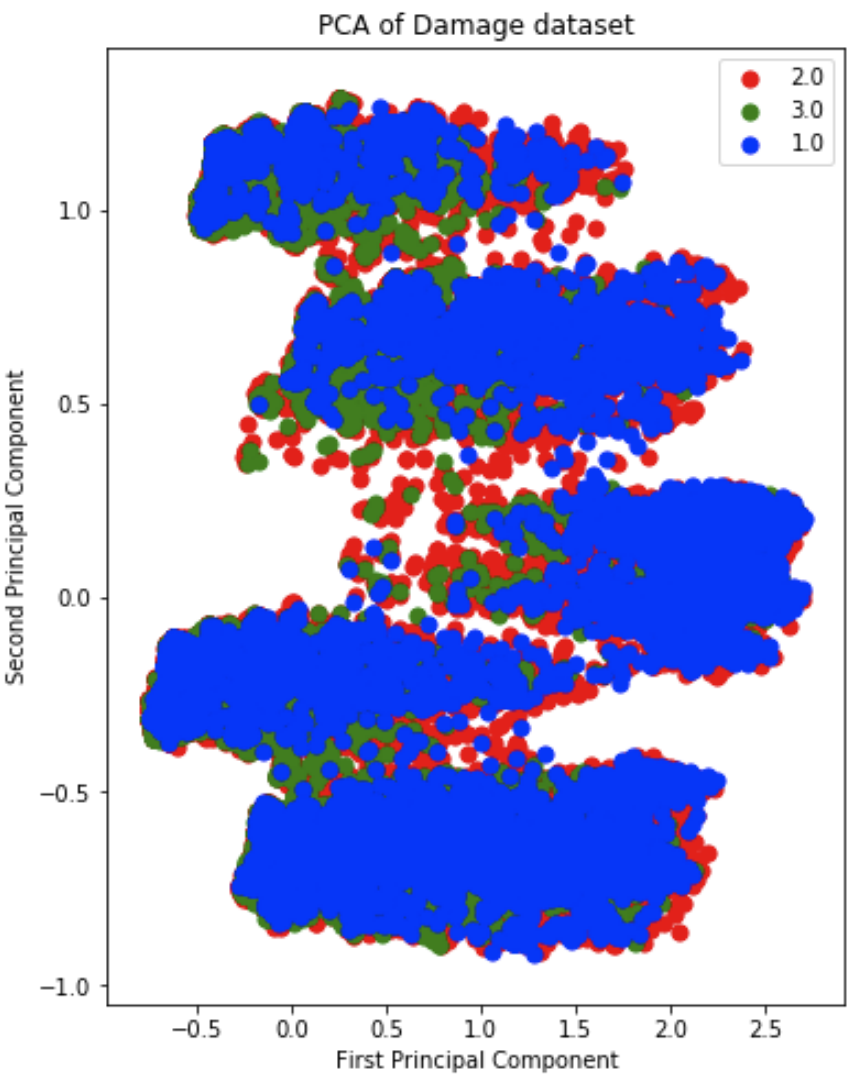 PCA of Damage dataset
2.0
3.0
1.0
1.0
0.5
0.0
−0.5
−1.0
Second Principal Component
−0.5 0.0 0.5 1.0 1.5 2.0 2.5
First Principal Component